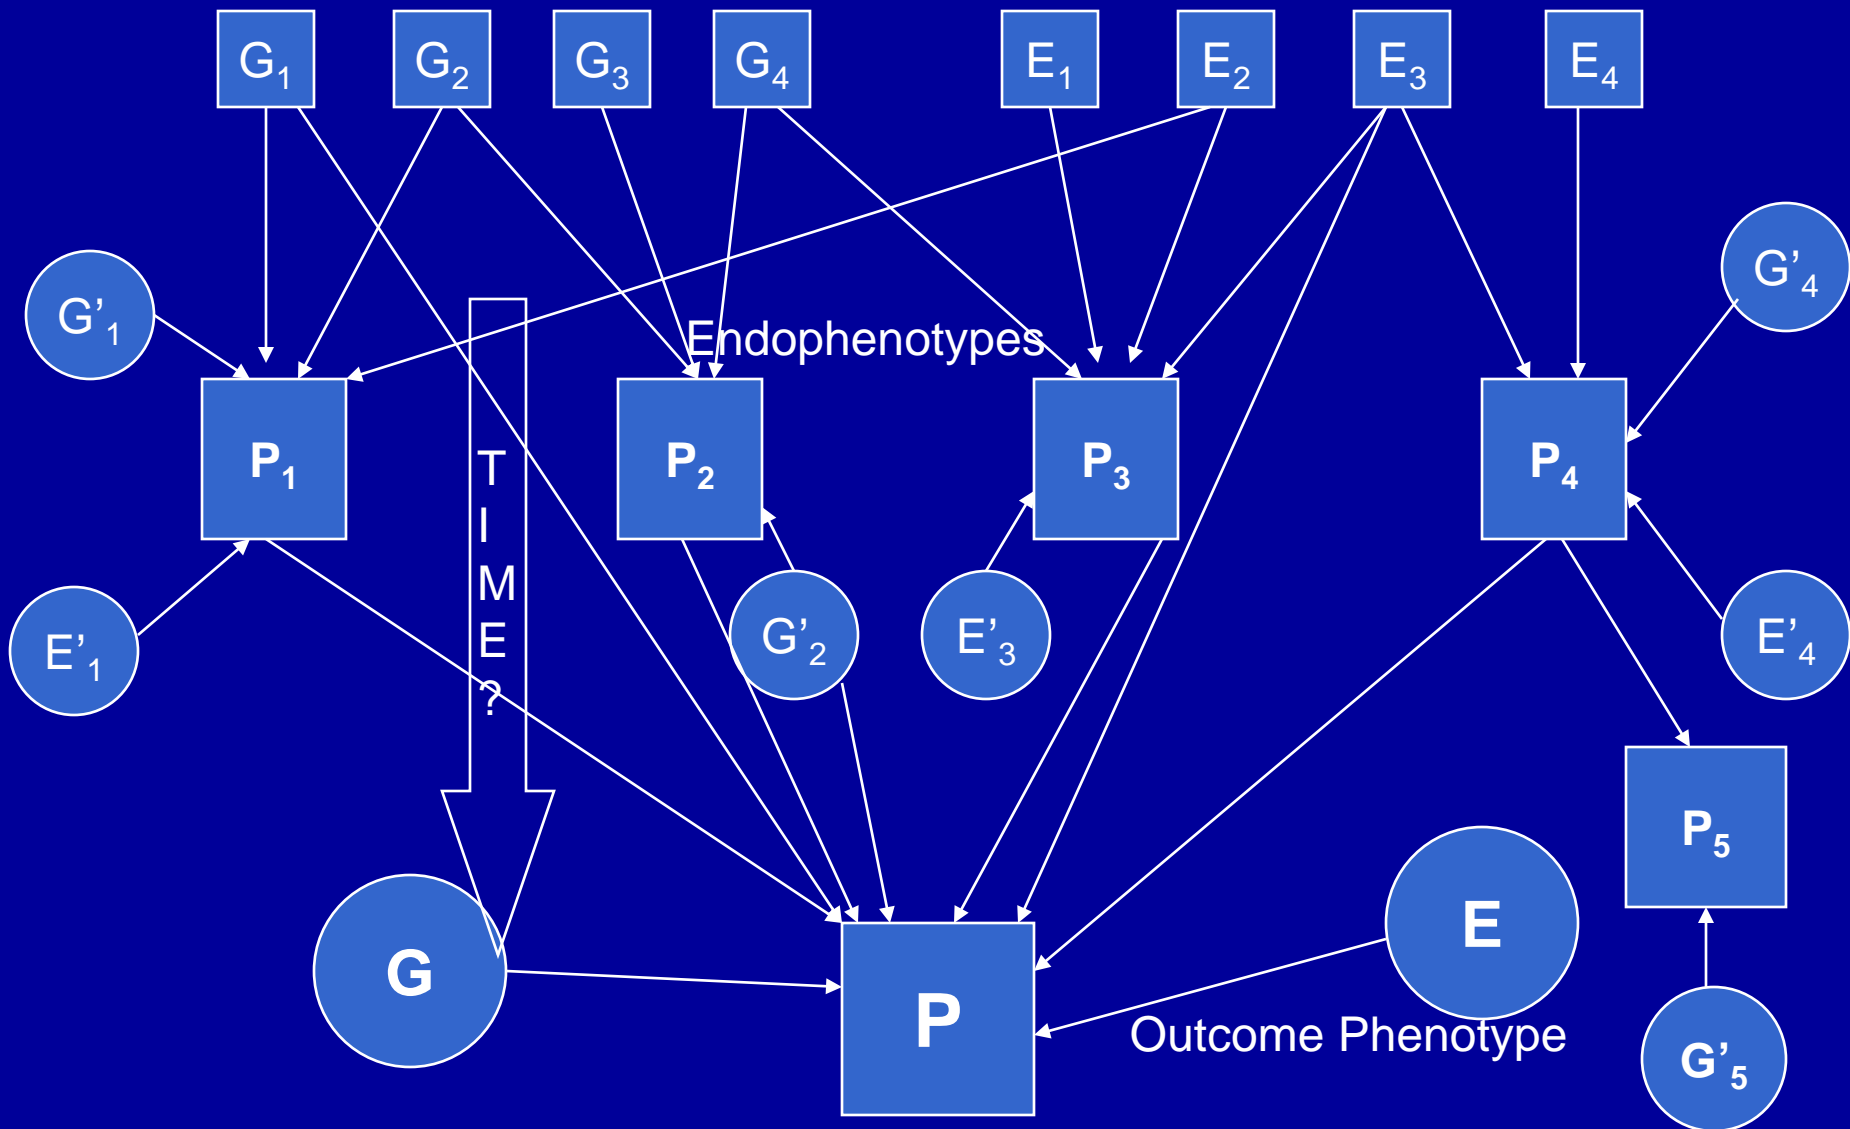 G₁ G₂ G₃ G₄ E₁ E₂ E₃ E₄
G’₄
G’₁
Endophenotypes
P₁ P₂ P₃ P₄
T
I
M
E
?
E’₁ G’₂ E’₃ E’₄
P₅
E
G
P
Outcome Phenotype
G’₅